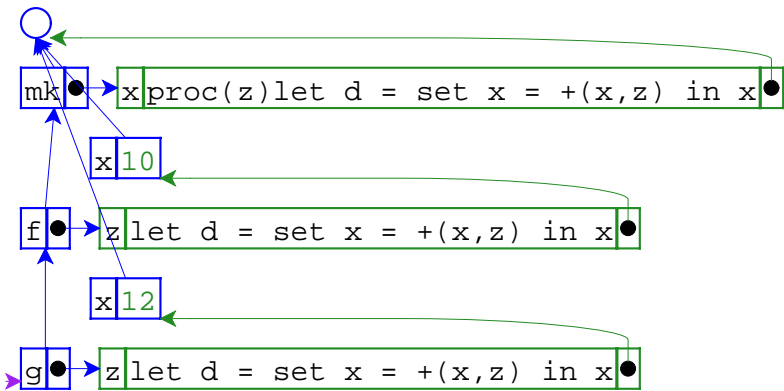 mk x proc(z)let d = set x = +(x,z) in x
x 10
f z let d = set x = +(x,z) in x
x 12
g z let d = set x = +(x,z) in x